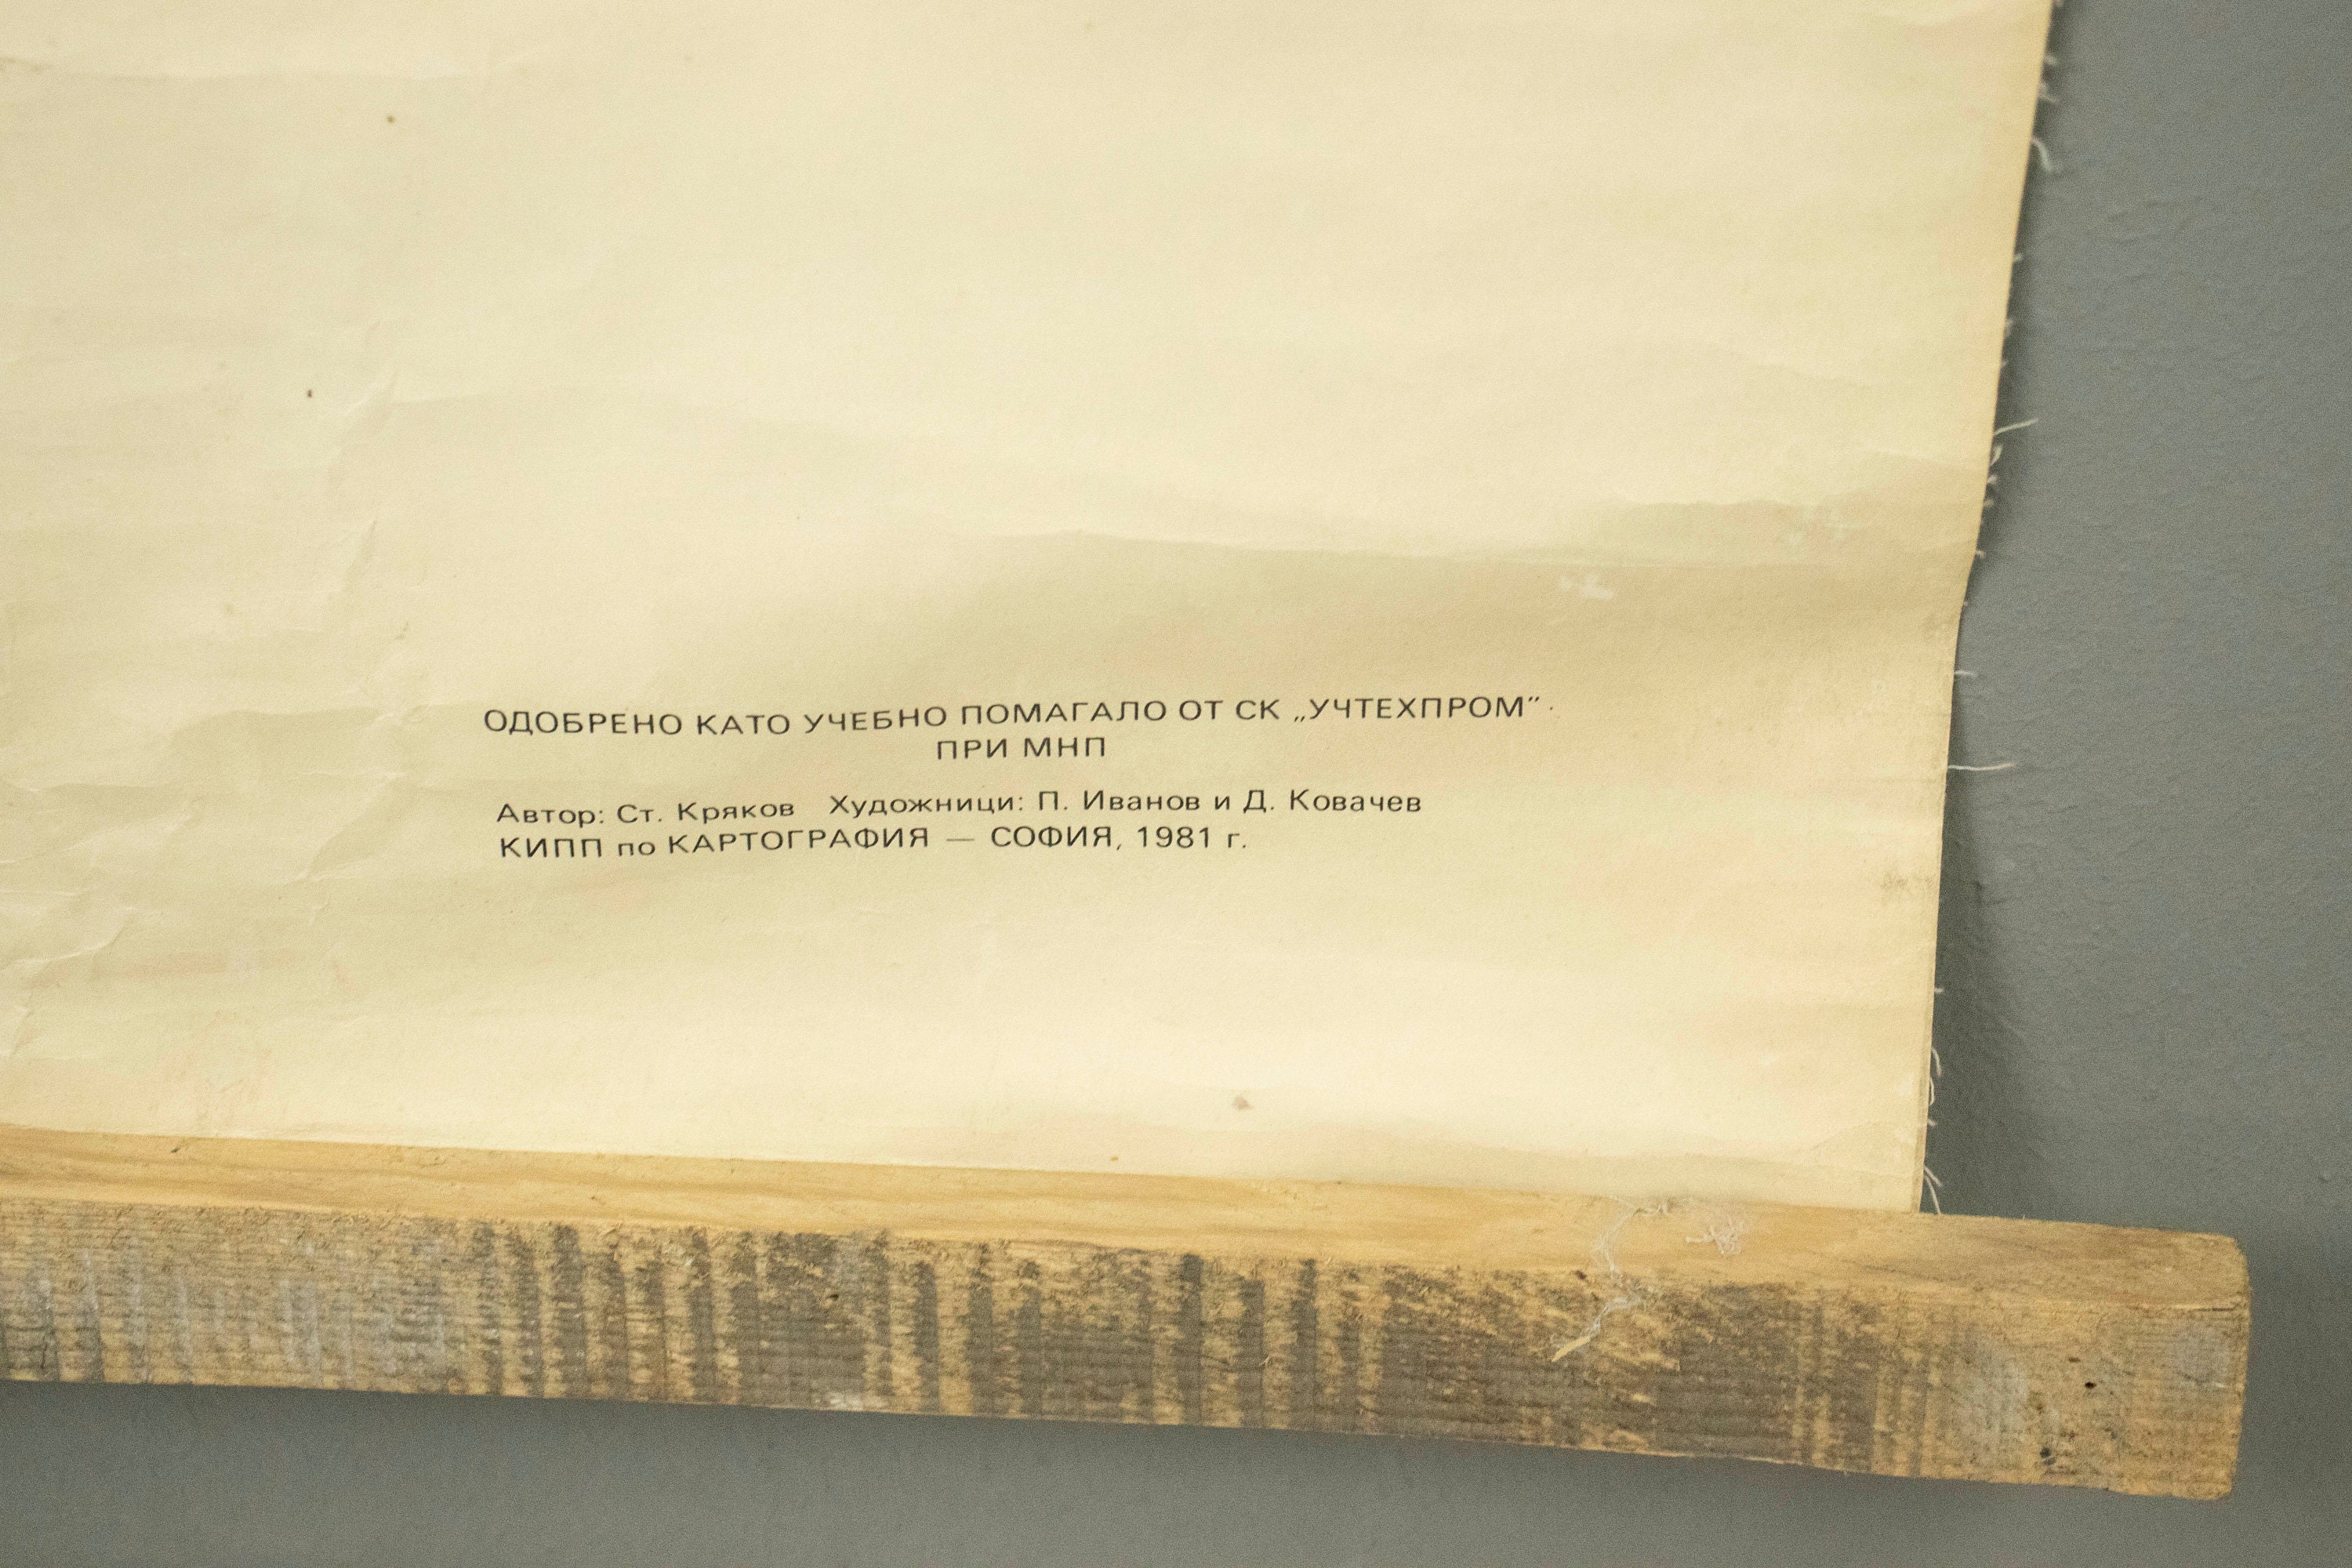 ОДОБРЕНО КАТО УЧЕБНО ПОМАГАЛО ОТ СК „УЧТЕХПРОМ“
ПРИ МНП
Автор: Ст. Кряков Художници: П. Иванов и Д. Ковачев
КИПП по КАРТОГРАФИЯ — СОФИЯ, 1981 г.